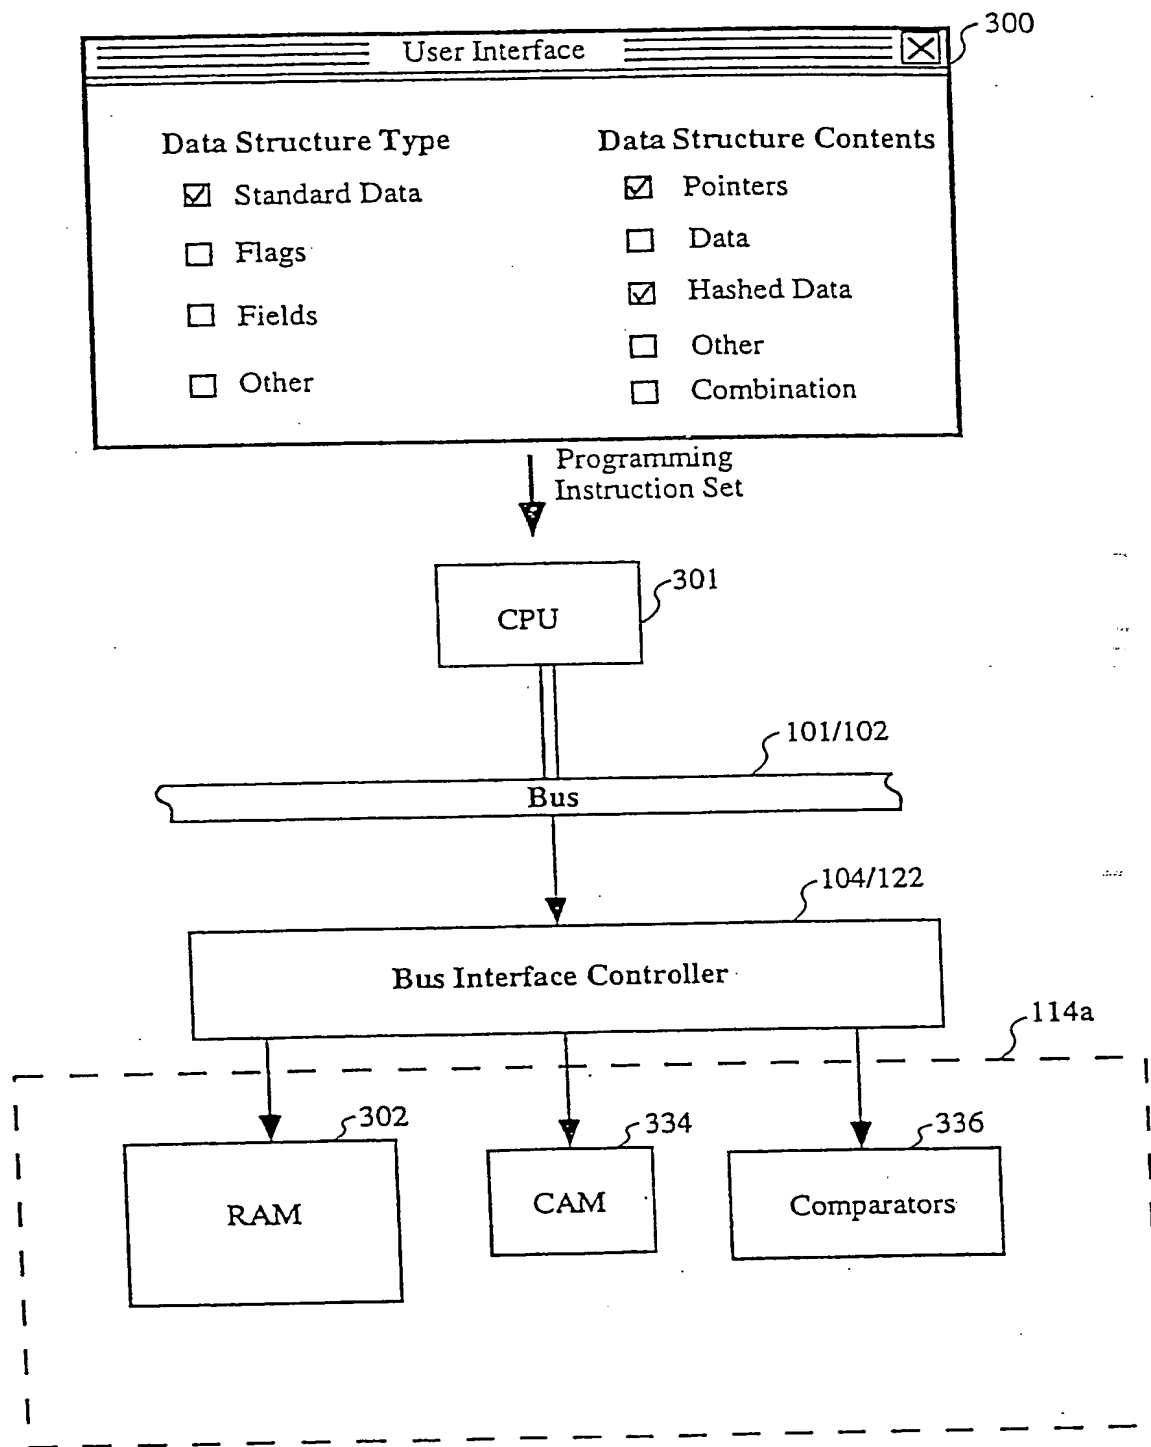 300
User Interface
Data Structure Type
Standard Data
Flags
Fields
Other
Data Structure Contents
Pointers
Data
Hashed Data
Other
Combination
Programming
Instruction Set
CPU
301
101/102
Bus
104/122
Bus Interface Controller
114a
302
RAM
334
CAM
336
Comparators